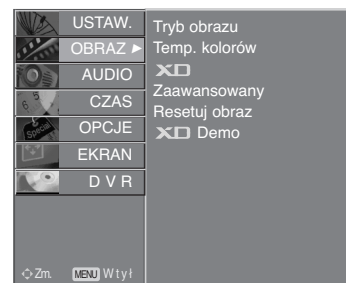 USTAW.
OBRAZ ►
AUDIO
CZAS
OPCJE
EKRAN
D V R
Zm. MENU Wtył
Tryb obrazu
Temp. kolorów
XD
Zaawansowany
Resetuj obraz
XD Demo
Special